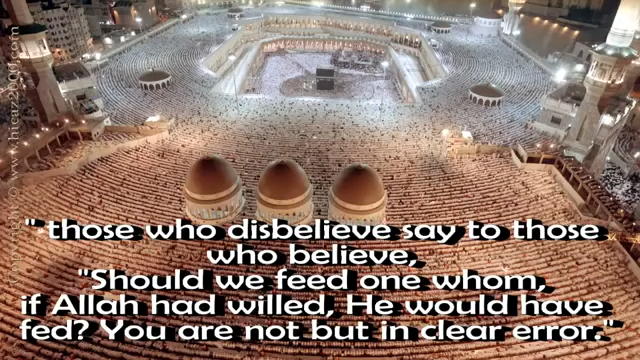 " those who disbelieve say to those
who believe,
"Should we feed one whom,
if Allah had willed, He would have
fed? You are not but in clear error."